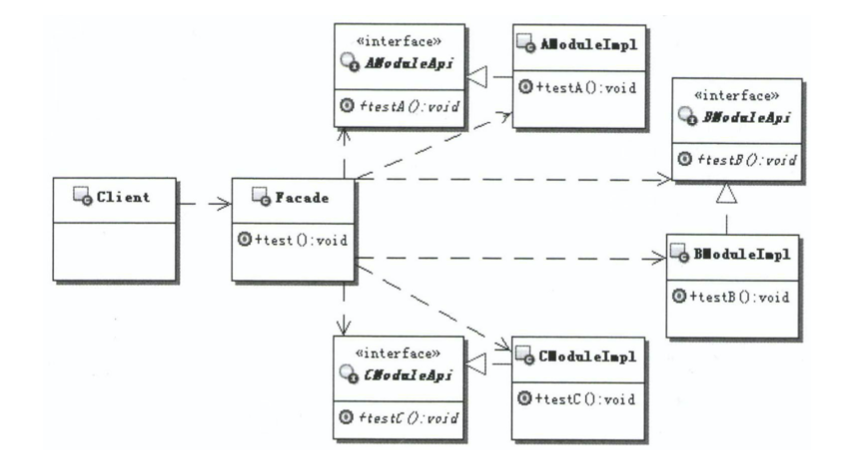 «interface»
AModuleApi
+testA():void
AModuleImpl
+testA():void
«interface»
BModuleApi
+testB():void
Client
Facade
+test():void
BModuleImpl
+testB():void
«interface»
CModuleApi
+testC():void
CModuleImpl
+testC():void